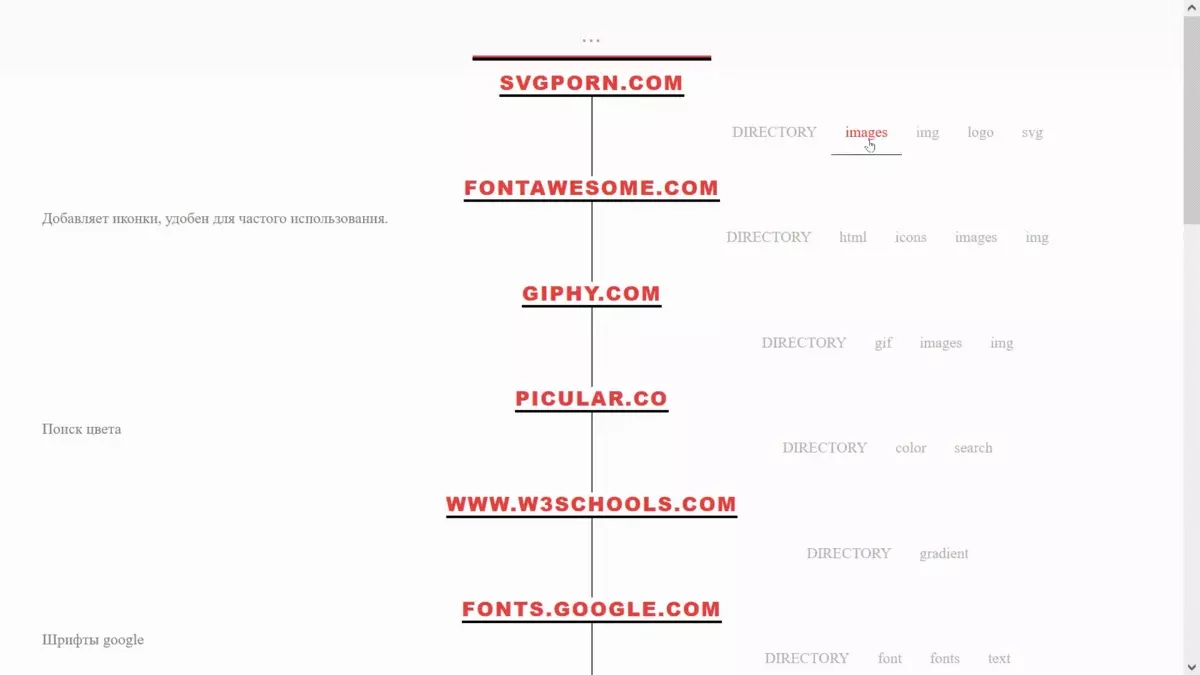 ...
SVGPORN.COM
DIRECTORY images img logo svg
FONTAWESOME.COM
Добавляет иконки, удобен для частого использования.
DIRECTORY html icons images img
GIPHY.COM
DIRECTORY gif images img
PICULAR.CO
Поиск цвета
DIRECTORY color search
WWW.W3SCHOOLS.COM
DIRECTORY gradient
FONTS.GOOGLE.COM
Шрифты google
DIRECTORY font fonts text